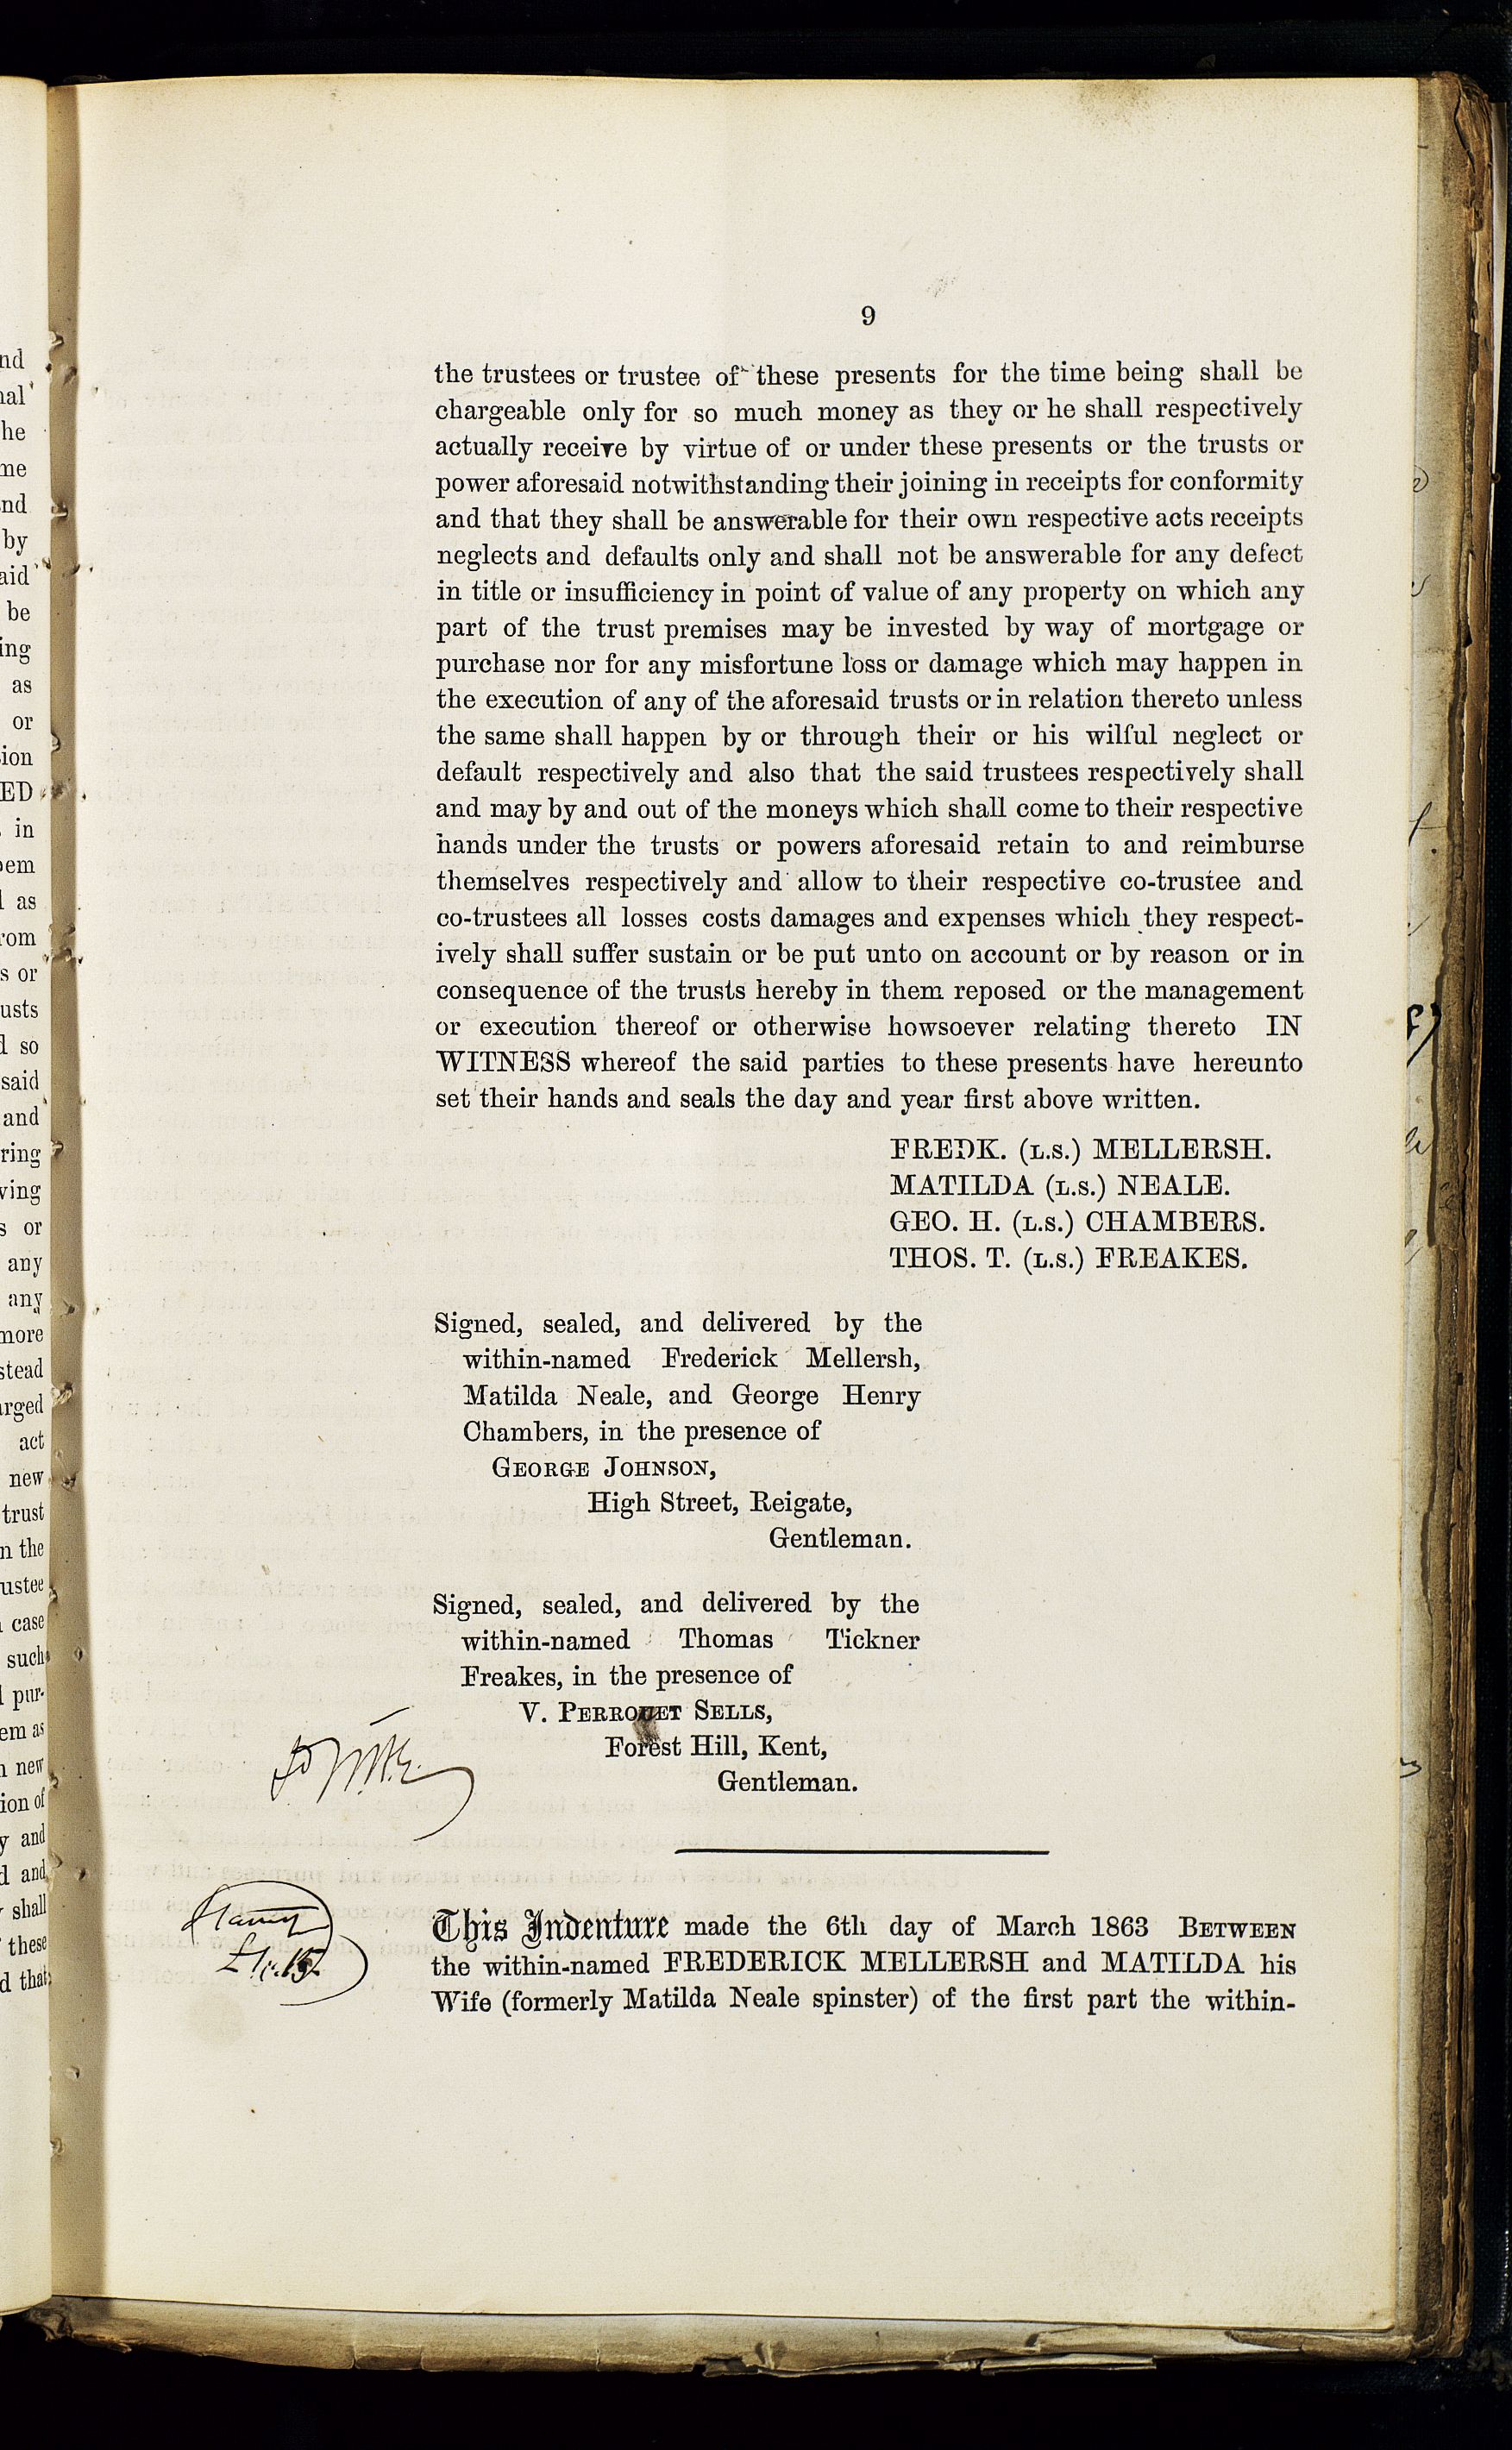 9
the trustees or trustee of these presents for the time being shall be
chargeable only for so much money as they or he shall respectively
actually receive by virtue of or under these presents or the trusts or
power aforesaid notwithstanding their joining in receipts for conformity
and that they shall be answerable for their own respective acts receipts
neglects and defaults only and shall not be answerable for any defect
in title or insufficiency in point of value of any property on which any
part of the trust premises may be invested by way of mortgage or
purchase nor for any misfortune loss or damage which may happen in
the execution of any of the aforesaid trusts or in relation thereto unless
the same shall happen by or through their or his wilful neglect or
default respectively and also that the said trustees respectively shall
and may by and out of the moneys which shall come to their respective
hands under the trusts or powers aforesaid retain to and reimburse
themselves respectively and allow to their respective co-trustee and
co-trustees all losses costs damages and expenses which they respect-
ively shall suffer sustain or be put unto on account or by reason or in
consequence of the trusts hereby in them reposed or the management
or execution thereof or otherwise howsoever relating thereto IN
WITNESS whereof the said parties to these presents have hereunto
set their hands and seals the day and year first above written.
FREDK. (L.S.) MELLERSH.
MATILDA (L.S.) NEALE.
GEO. H. (L.S.) CHAMBERS.
THOS. T. (L.S.) FREAKES.
Signed, sealed, and delivered by the
within-named Frederick Mellersh,
Matilda Neale, and George Henry
Chambers, in the presence of
GEORGE JOHNSON,
High Street, Reigate,
Gentleman.
Signed, sealed, and delivered by the
within-named Thomas Tickner
Freakes, in the presence of
V. PERRONET SELLS,
Forest Hill, Kent,
Gentleman.
This Indenture made the 6th day of March 1863 BETWEEN
the within-named FREDERICK MELLERSH and MATILDA his
Wife (formerly Matilda Neale spinster) of the first part the within-